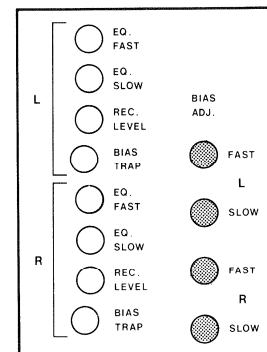 L
EQ.
FAST
EQ.
SLOW
REC.
LEVEL
BIAS
TRAP
R
EQ.
FAST
EQ.
SLOW
REC.
LEVEL
BIAS
TRAP
BIAS
ADJ.
FAST
L
SLOW
FAST
R
SLOW